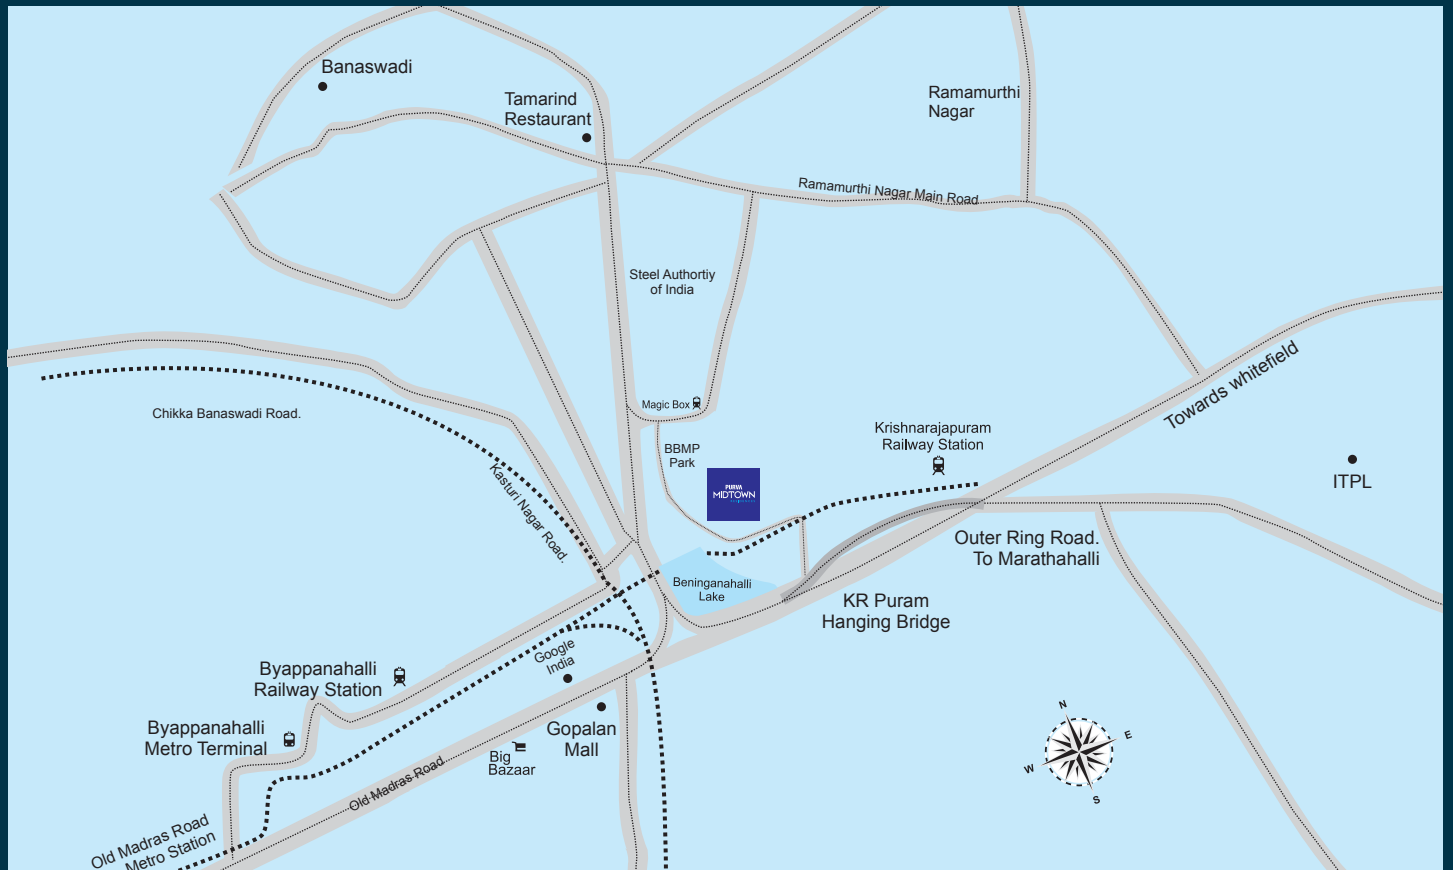 Banaswadi
Tamarind
Restaurant
Ramamurthi
Nagar
Ramamurthi Nagar Main Road
Steel Authortiy
of India
Towards whitefield
Magic Box
Chikka Banaswadi Road.
Krishnarajapuram
Railway Station
BBMP
Park
Kasturi Nagar Road.
PURVA
MIDTOWN
ITPL
Outer Ring Road.
To Marathahalli
Beninganahalli
Lake
KR Puram
Hanging Bridge
Google
India
Byappanahalli
Railway Station
Byappanahalli
Metro Terminal
Gopalan
Mall
Big
Bazaar
Old Madras Road
Old Madras Road
Metro Station
N
E
W
S